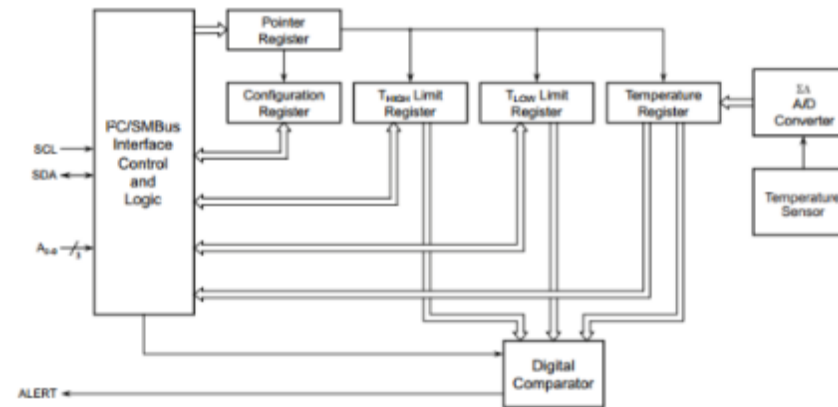 Pointer
Register
Configuration
Register
THIGH Limit
Register
TLOW Limit
Register
Temperature
Register
ΣΔ
A/D
Converter
I²C/SMBus
Interface
Control
and
Logic
SCL
SDA
Temperature
Sensor
3
Digital
Comparator
ALERT